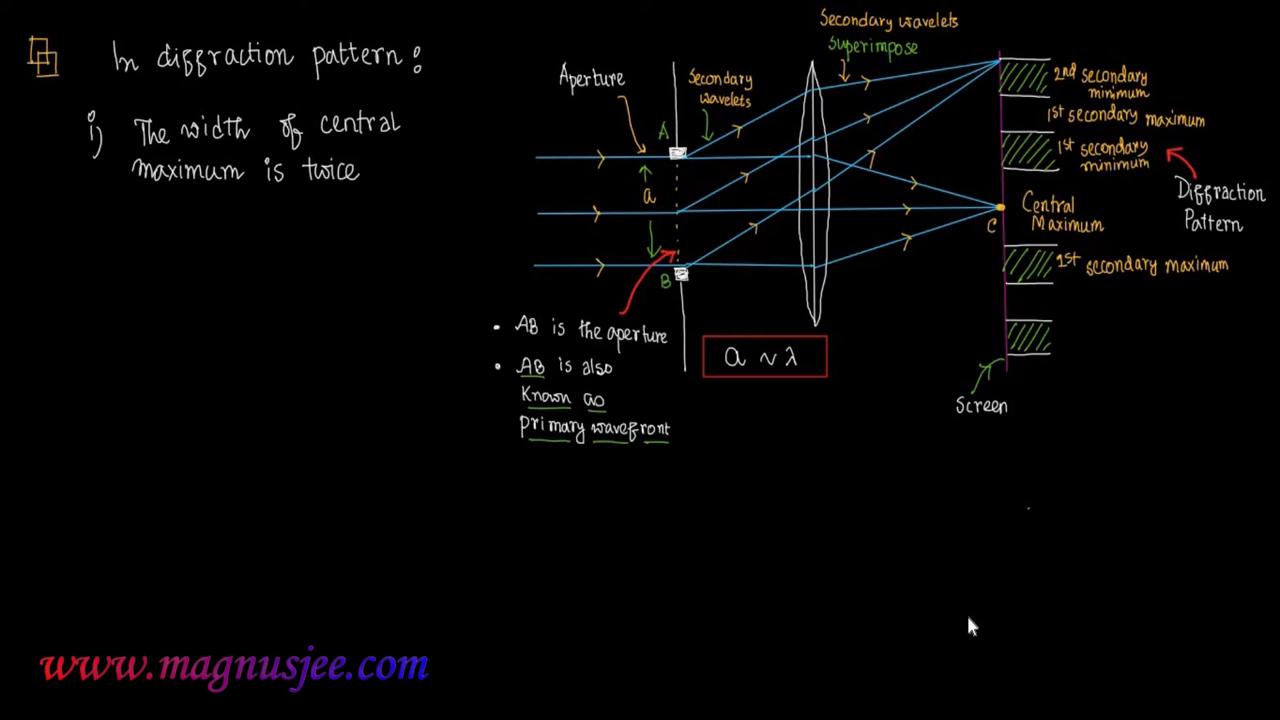 In diffraction pattern :
i) The width of central
maximum is twice
Aperture
Secondary
wavelets
Secondary wavelets
Superimpose
A
a
B
2nd secondary
minimum
1st secondary maximum
1st secondary
minimum
Diffraction
Pattern
Central
Maximum
C
1st secondary maximum
• AB is the aperture
• AB is also
Known as
primary wavefront
a ~ λ
Screen
www.magnusjee.com